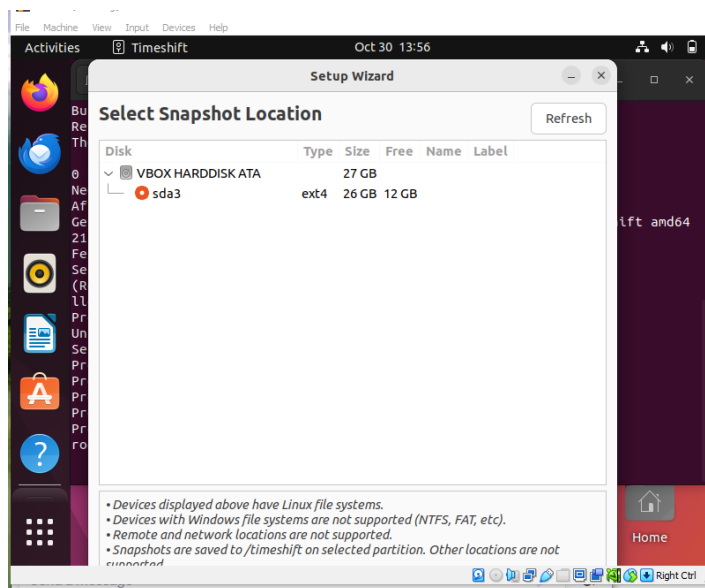 File Machine View Input Devices Help
Activities Timeshift Oct 30 13:56
Setup Wizard
Select Snapshot Location
Refresh
Disk Type Size Free Name Label
VBOX HARDDISK ATA 27 GB
sda3 ext4 26 GB 12 GB
Bu
Re
Th
0
Ne
Af
Ge
ift amd64
21
Fe
Se
(R
ll
Pr
Un
Se
Pr
Pr
Pr
Pr
Pr
ro
• Devices displayed above have Linux file systems.
• Devices with Windows file systems are not supported (NTFS, FAT, etc).
• Remote and network locations are not supported.
• Snapshots are saved to /timeshift on selected partition. Other locations are not
supported
Home
Right Ctrl